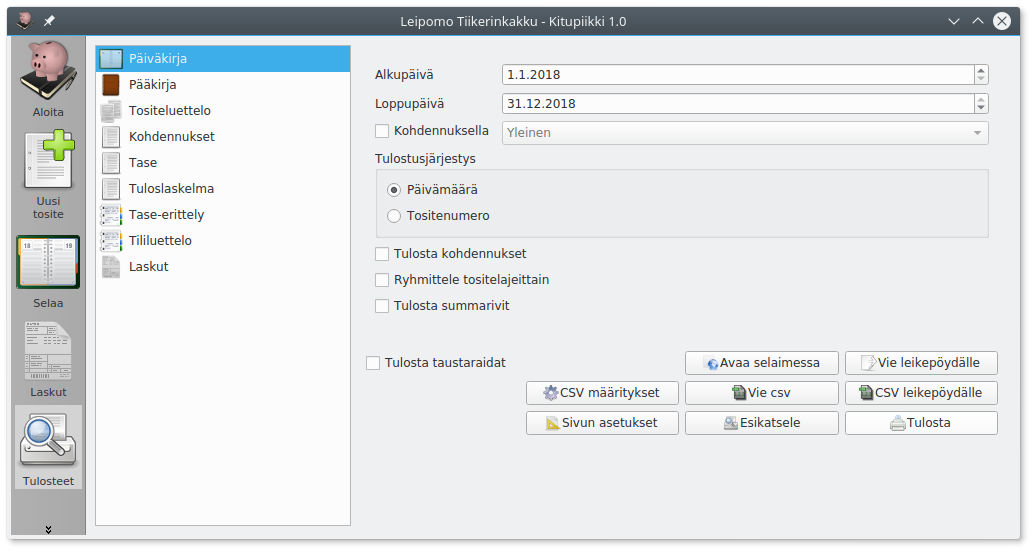 Leipomo Tiikerinkakku - Kitupiikki 1.0
Aloita
Uusi
tosite
18 19
Selaa
Laskut
Tulosteet
Päiväkirja
Pääkirja
Tositeluettelo
Kohdennukset
Tase
Tuloslaskelma
Tase-erittely
Tililuettelo
Laskut
Alkupäivä 1.1.2018
Loppupäivä 31.12.2018
Kohdennuksella Yleinen
Tulostusjärjestys
Päivämäärä
Tositenumero
Tulosta kohdennukset
Ryhmittele tositelajeittain
Tulosta summarivit
Tulosta taustaraidat Avaa selaimessa Vie leikepöydälle
CSV määritykset Vie csv CSV leikepöydälle
Sivun asetukset Esikatsele Tulosta